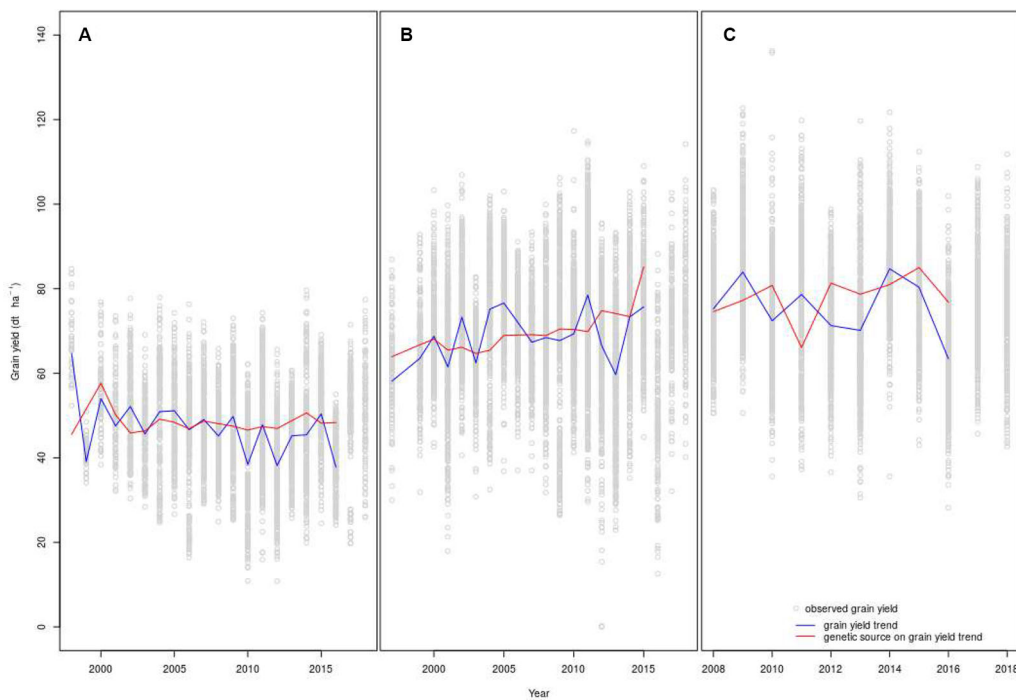 A
B
C
Grain yield (dt ha⁻¹)
140
120
100
80
60
40
20
0
observed grain yield
grain yield trend
genetic source on grain yield trend
2000 2005 2010 2015
2000 2005 2010 2015
2008 2010 2012 2014 2016 2018
Year